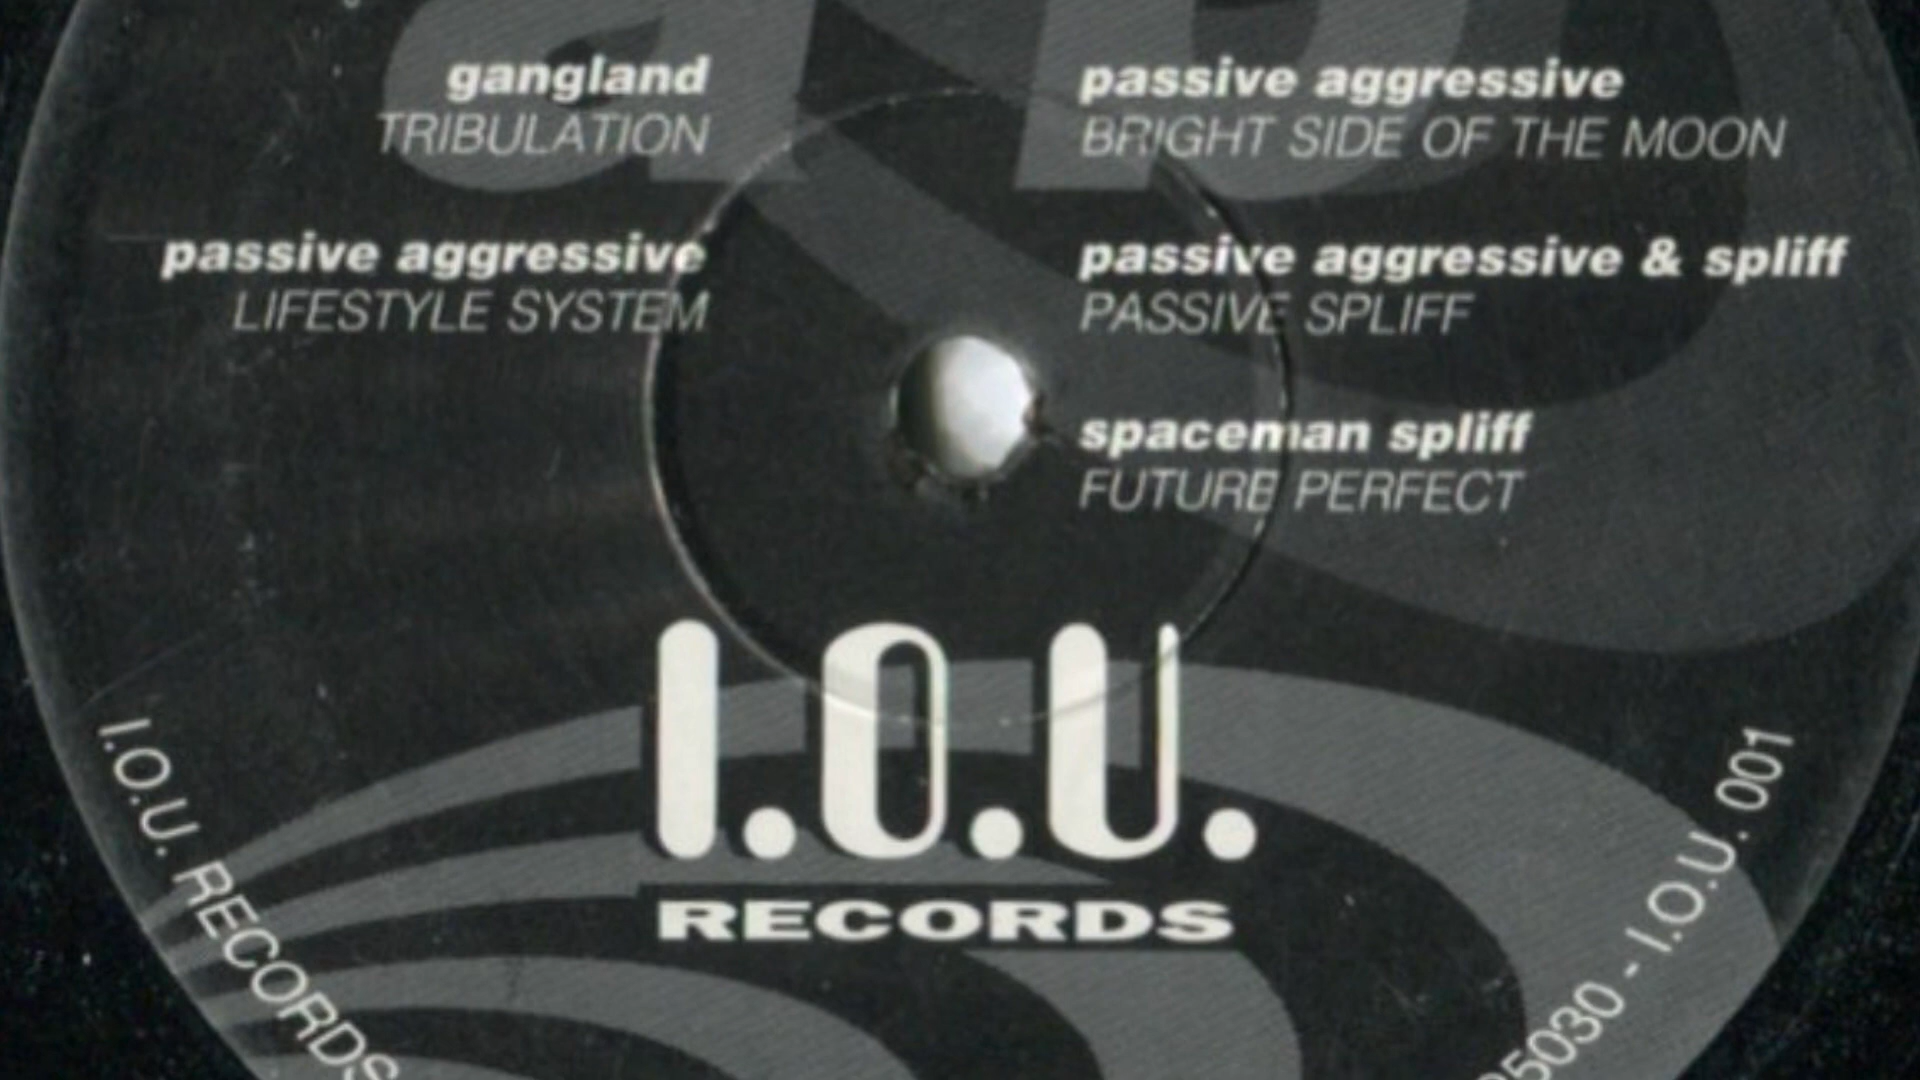 gangland
TRIBULATION
passive aggressive
LIFESTYLE SYSTEM
passive aggressive
BRIGHT SIDE OF THE MOON
passive aggressive & spliff
PASSIVE SPLIFF
spaceman spliff
FUTURE PERFECT
I.O.U.
RECORDS
I.O.U. RECORDS
5030 - I.O.U. 001